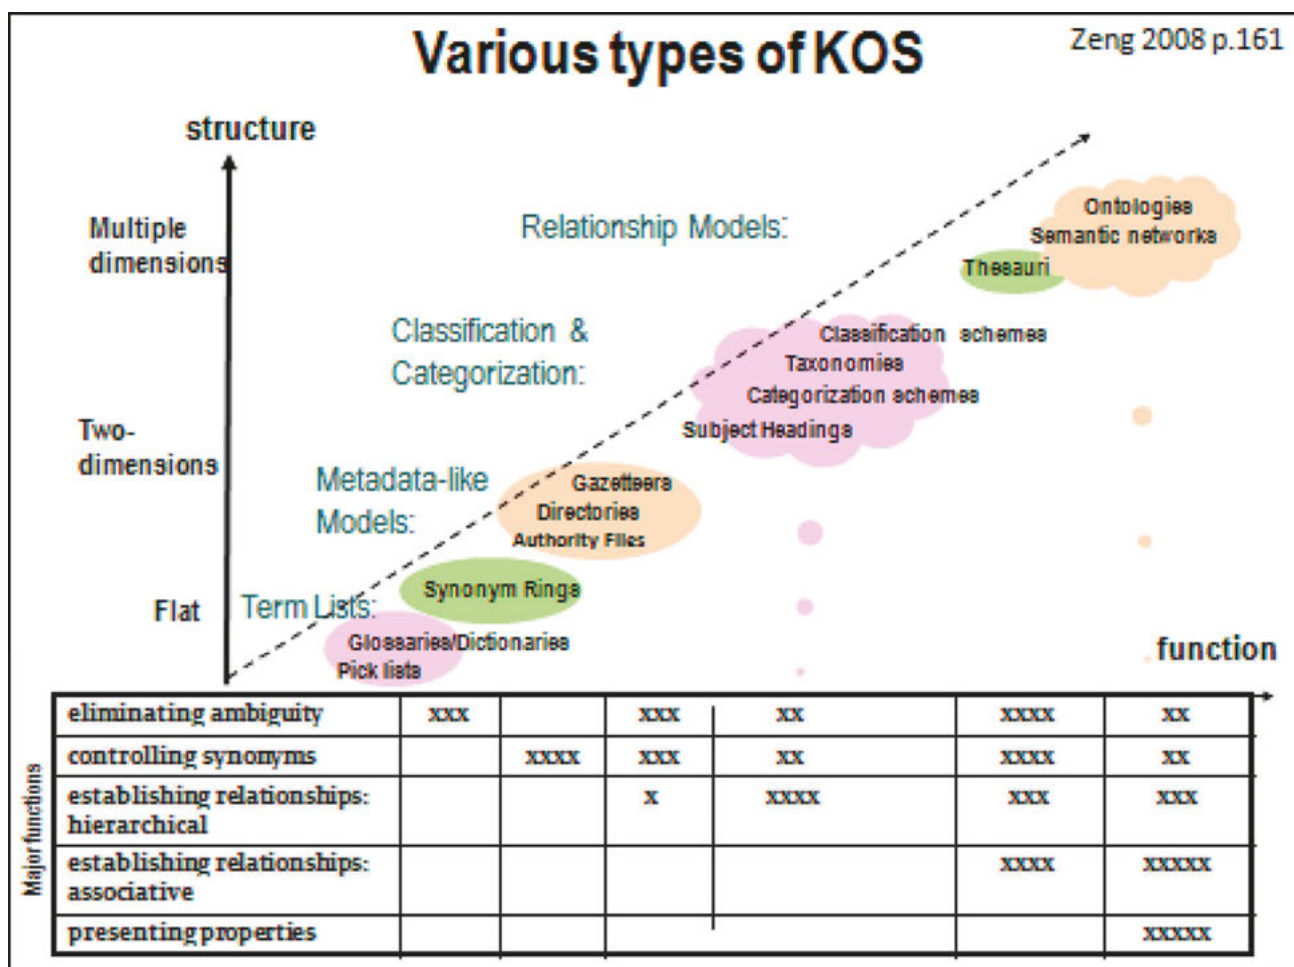 Various types of KOS
Zeng 2008 p.161
structure
Multiple
dimensions
Relationship Models:
Ontologies
Semantic networks
Thesauri
Classification &
Categorization:
Classification schemes
Taxonomies
Categorization schemes
Subject Headings
Two-
dimensions
Metadata-like
Models:
Gazetteers
Directories
Authority Files
Synonym Rings
Flat
Term Lists:
Glossaries/Dictionaries
Pick lists
function
Major functions
eliminating ambiguity xxx xxx xx xxxx xx
controlling synonyms xxxx xxx xx xxxx xx
establishing relationships:
hierarchical x xxxx xxx xxx
establishing relationships:
associative xxxx xxxxx
presenting properties xxxxx